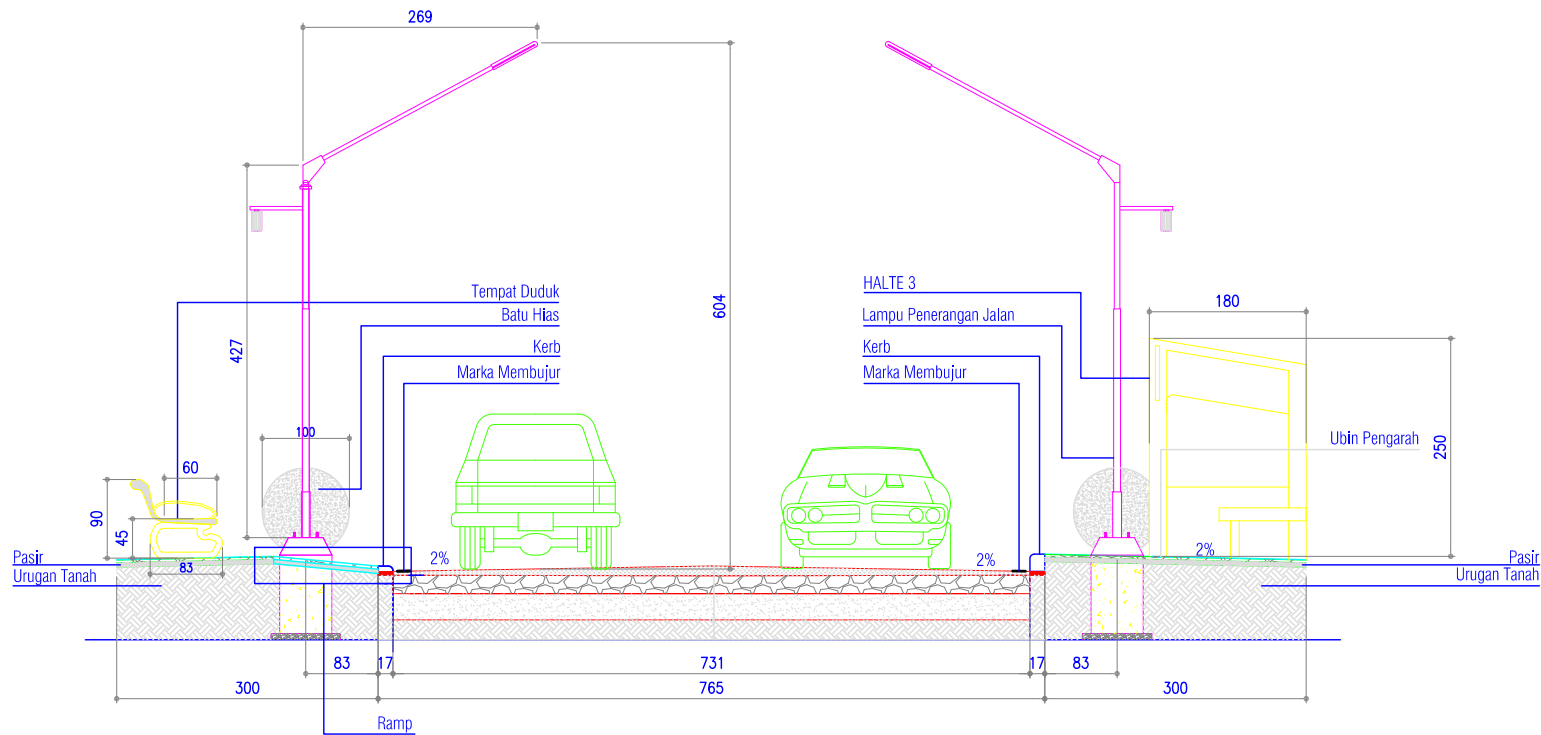 269
604
427
Tempat Duduk
Batu Hias
Kerb
Marka Membujur
HALTE 3
Lampu Penerangan Jalan
Kerb
Marka Membujur
180
250
Ubin Pengarah
100
60
90
45
83
Pasir
Urugan Tanah
2%
2%
2%
Pasir
Urugan Tanah
83
17
731
17
83
300
765
300
Ramp